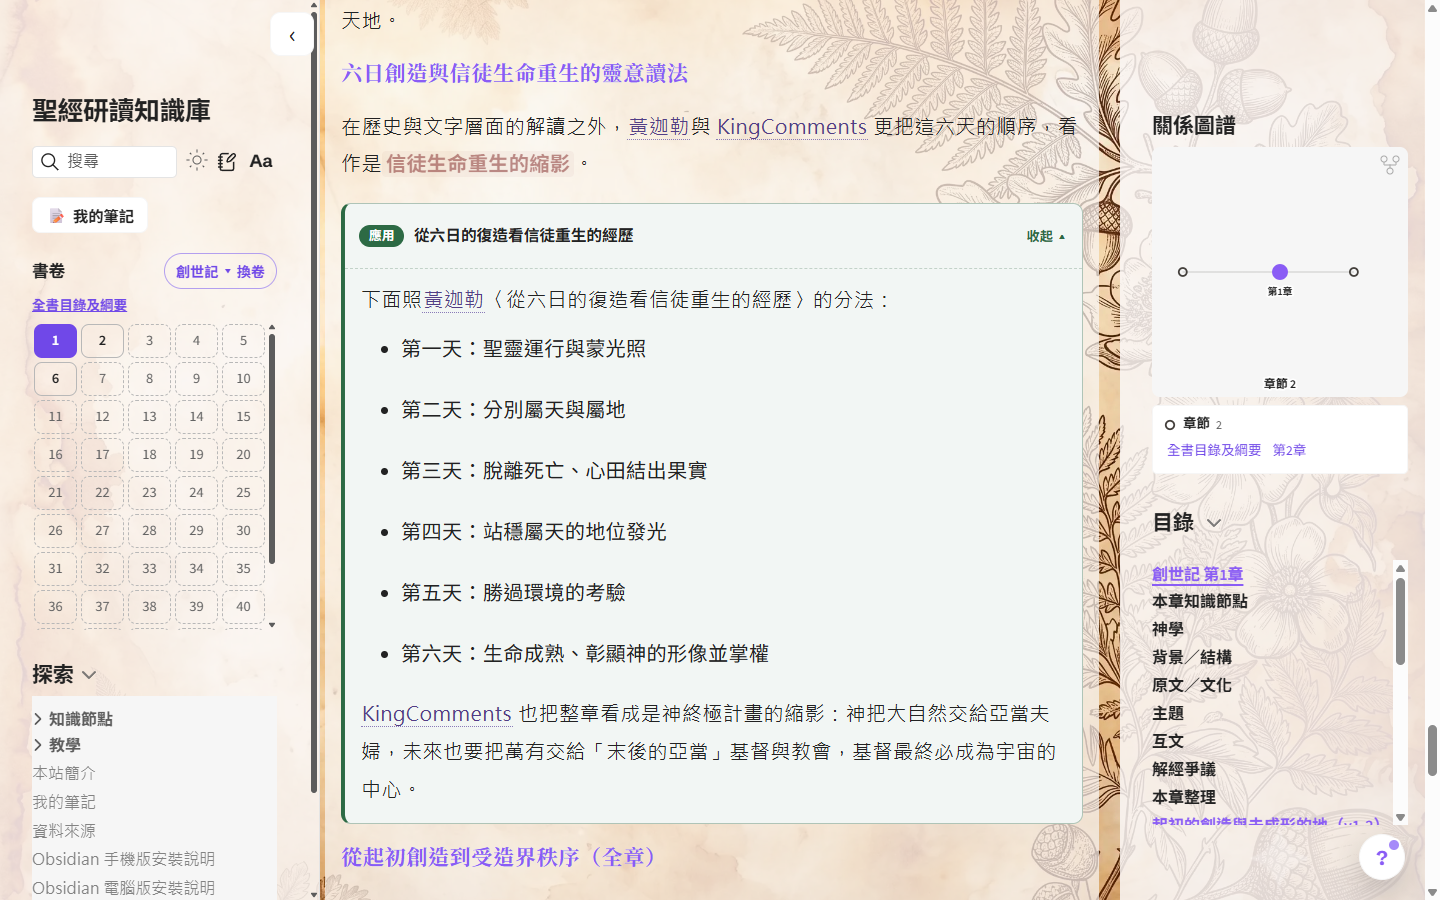 ‹
聖經研讀知識庫
搜尋
Aa
我的筆記
書卷
創世記 ▾ 換卷
全書目錄及綱要
1 2 3 4 5
6 7 8 9 10
11 12 13 14 15
16 17 18 19 20
21 22 23 24 25
26 27 28 29 30
31 32 33 34 35
36 37 38 39 40
探索
知識節點
教學
本站簡介
我的筆記
資料來源
Obsidian 手機版安裝說明
Obsidian 電腦版安裝說明
天地。
六日創造與信徒生命重生的靈意讀法
在歷史與文字層面的解讀之外，黃迦勒與 KingComments 更把這六天的順序，看
作是 信徒生命重生的縮影 。
應用 從六日的復造看信徒重生的經歷
收起 ▲
下面照黃迦勒〈從六日的復造看信徒重生的經歷〉的分法：
• 第一天：聖靈運行與蒙光照
• 第二天：分別屬天與屬地
• 第三天：脫離死亡、心田結出果實
• 第四天：站穩屬天的地位發光
• 第五天：勝過環境的考驗
• 第六天：生命成熟、彰顯神的形像並掌權
KingComments 也把整章看成是神終極計畫的縮影：神把大自然交給亞當夫
婦，未來也要把萬有交給「末後的亞當」基督與教會，基督最終必成為宇宙的
中心。
從起初創造到受造界秩序（全章）
關係圖譜
第1章
章節 2
章節 2
全書目錄及綱要 第2章
目錄
創世記 第1章
本章知識節點
神學
背景／結構
原文／文化
主題
互文
解經爭議
本章整理
起初的創造與未成形的地（v1-2）
?